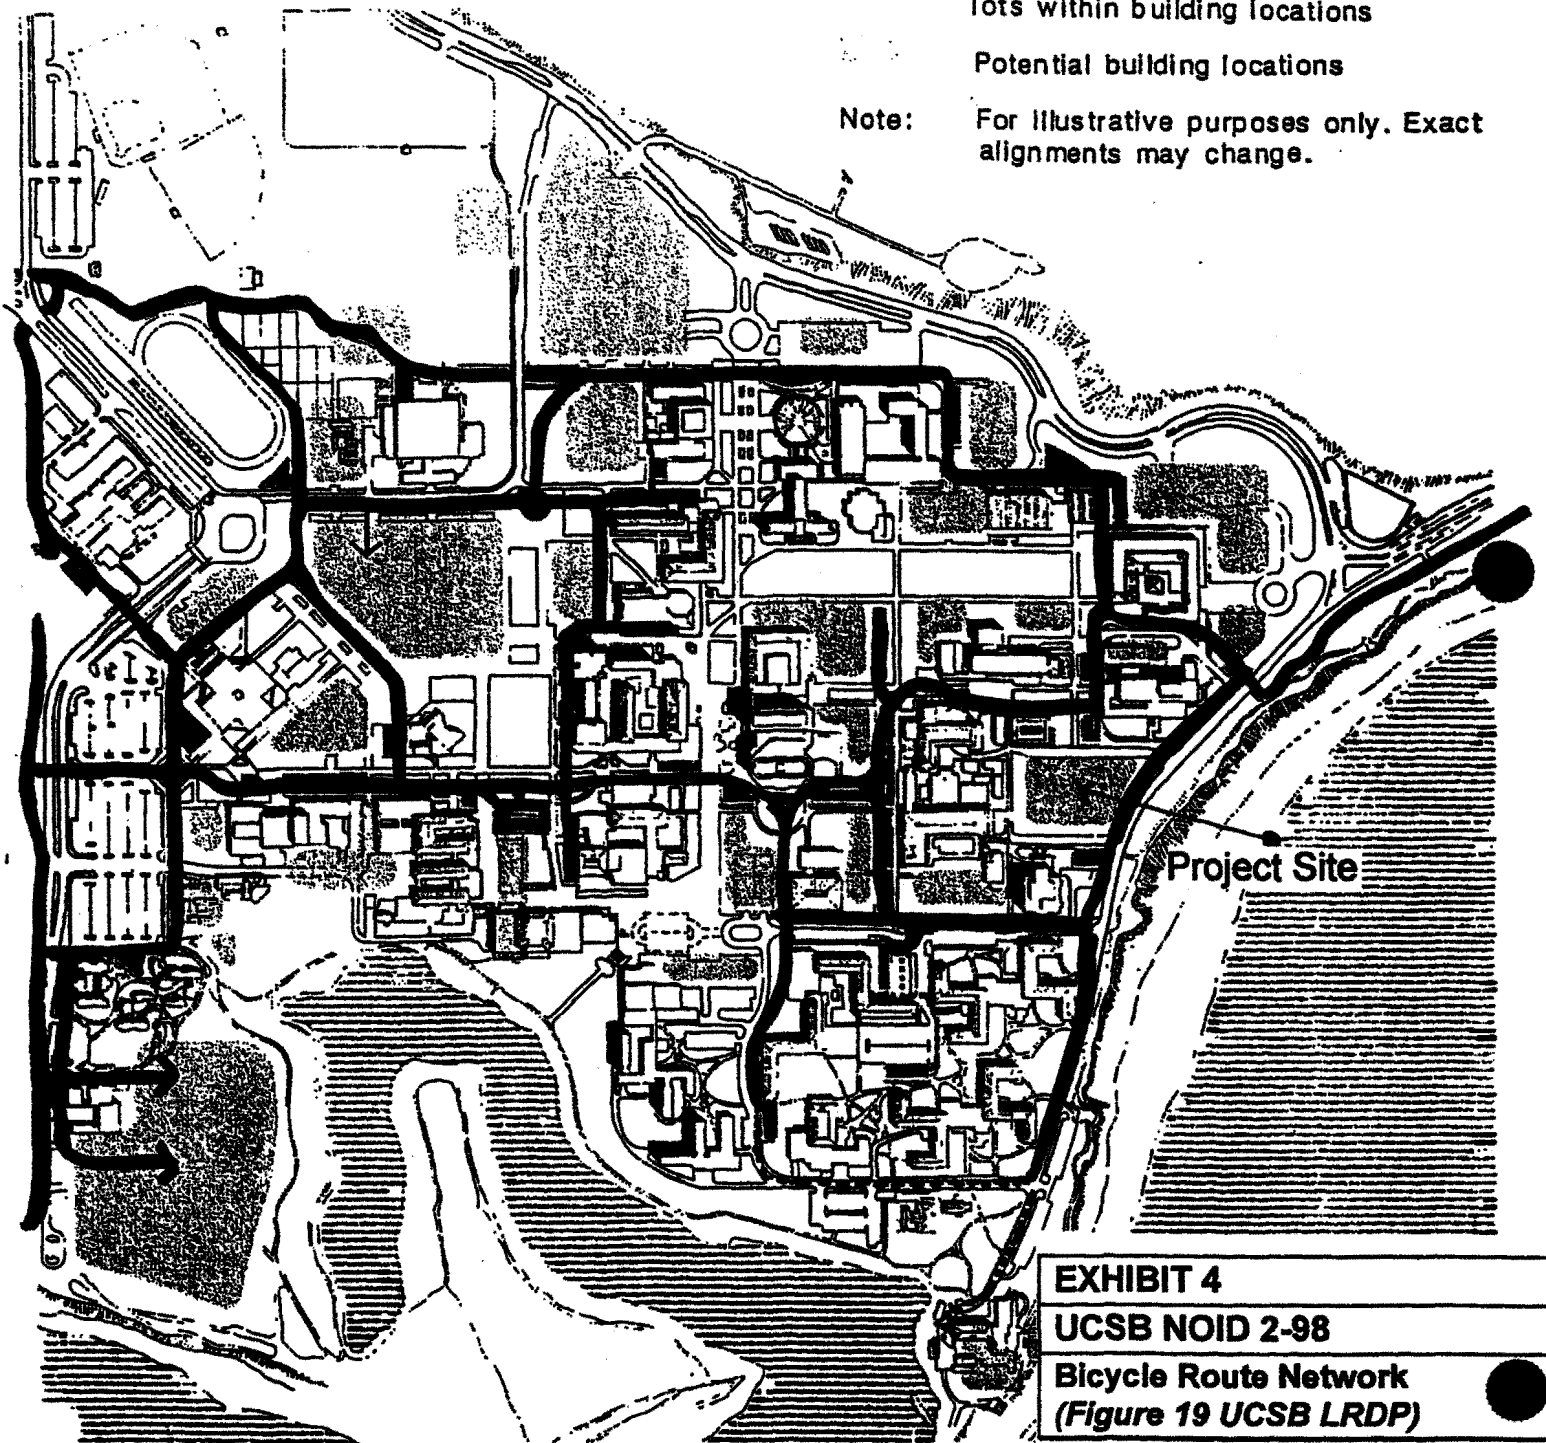 lots within building locations
Potential building locations
Note: For illustrative purposes only. Exact
alignments may change.
Project Site
EXHIBIT 4
UCSB NOID 2-98
Bicycle Route Network
(Figure 19 UCSB LRDP)